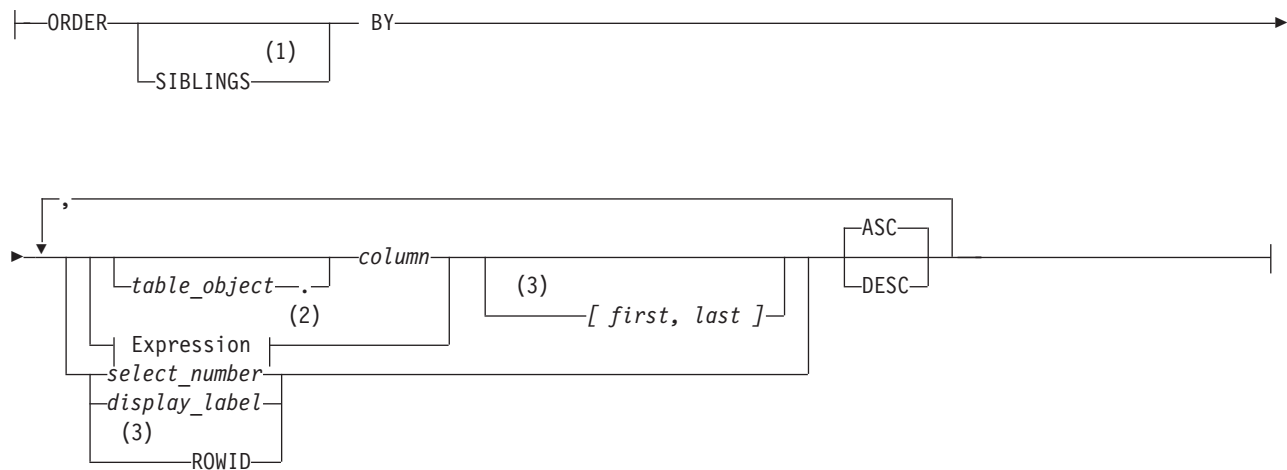 ORDER BY
(1)
SIBLINGS
,
ASC
column
(3) DESC
table_object .
[ first, last ]
(2)
Expression
select_number
display_label
(3)
ROWID